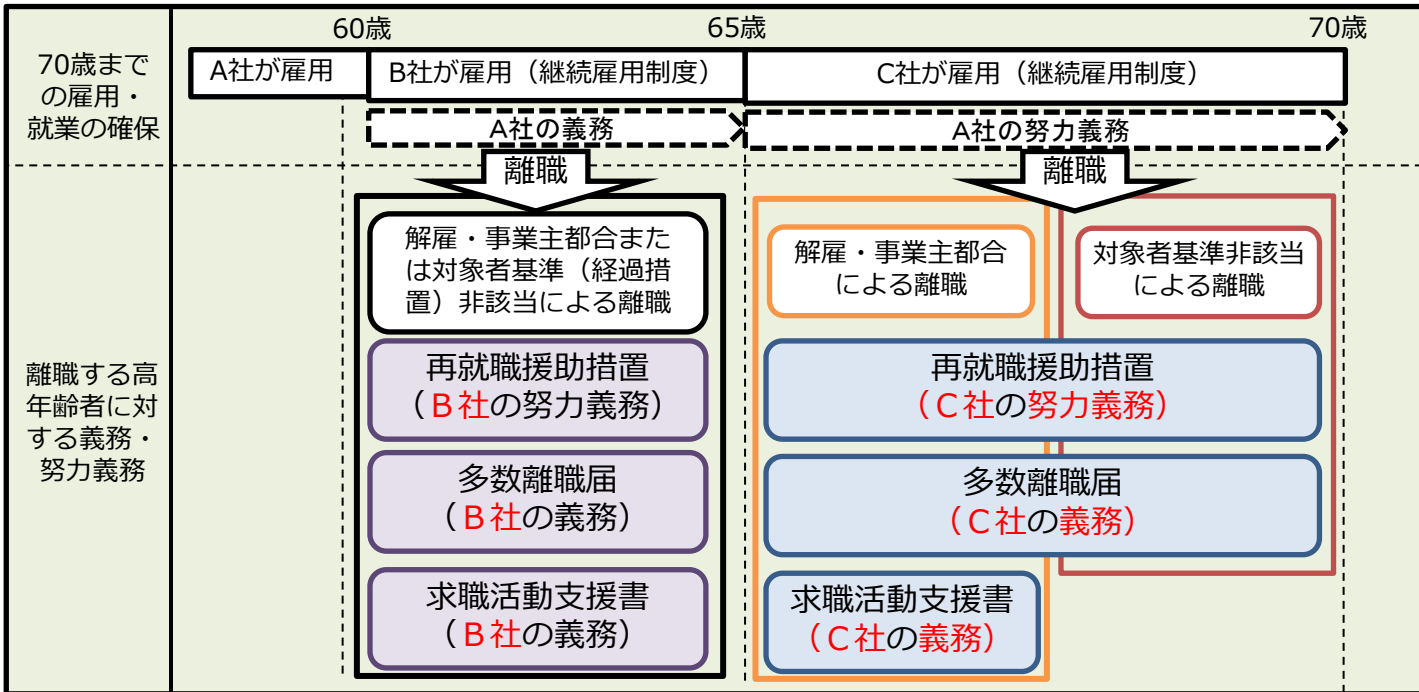 60歳
65歳
70歳
70歳まで
の雇用・
就業の確保
A社が雇用
B社が雇用（継続雇用制度）
C社が雇用（継続雇用制度）
A社の義務
A社の努力義務
離職
離職
離職する高
年齢者に対
する義務・
努力義務
解雇・事業主都合また
は対象者基準（経過措
置）非該当による離職
再就職援助措置
（Ｂ社の努力義務）
多数離職届
（Ｂ社の義務）
求職活動支援書
（Ｂ社の義務）
解雇・事業主都合
による離職
対象者基準非該当
による離職
再就職援助措置
（Ｃ社の努力義務）
多数離職届
（Ｃ社の義務）
求職活動支援書
（Ｃ社の義務）